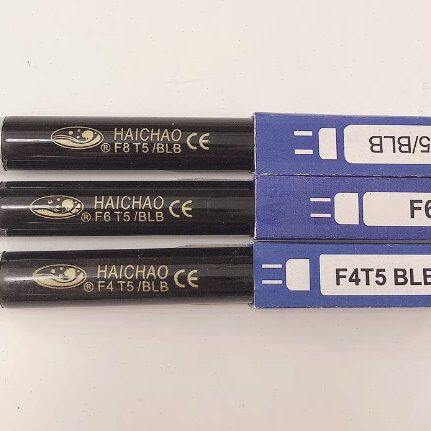 HAICHAO
® F8 T5 /BLB CE
5/BLB
HAICHAO
® F6 T5 /BLB CE
F6
HAICHAO
® F4 T5 /BLB CE
F4T5 BLB